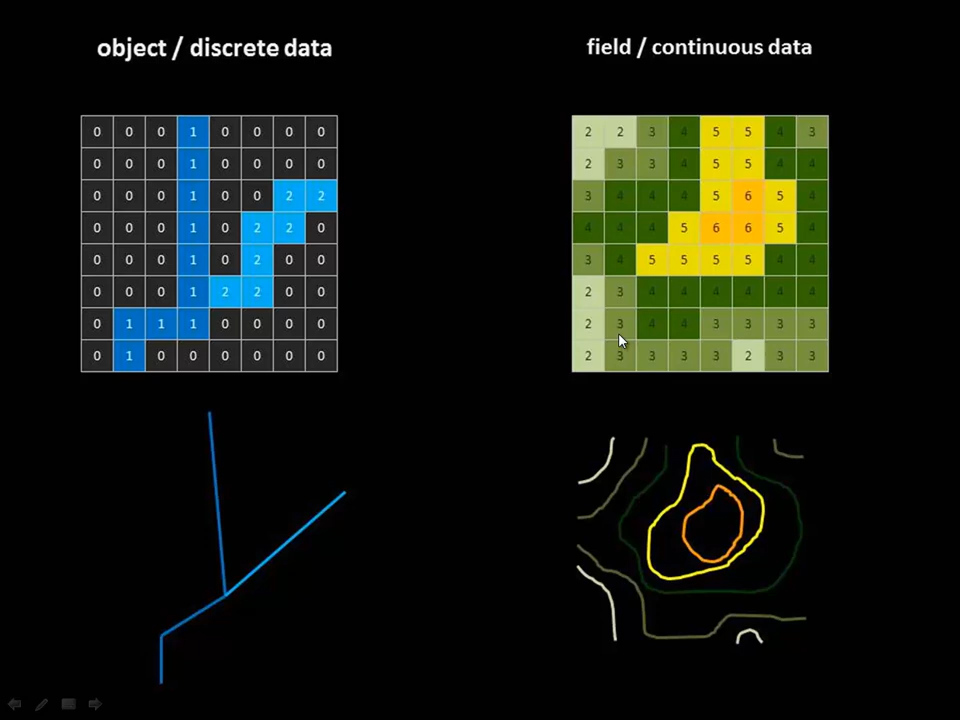 object / discrete data
field / continuous data
0 0 0 1 0 0 0 0
0 0 0 1 0 0 0 0
0 0 0 1 0 0 2 2
0 0 0 1 0 2 2 0
0 0 0 1 0 2 0 0
0 0 0 1 2 2 0 0
0 1 1 1 0 0 0 0
0 1 0 0 0 0 0 0
2 2 3 4 5 5 4 3
2 3 3 4 5 5 4 4
3 4 4 4 5 6 5 4
4 4 4 5 6 6 5 4
3 4 5 5 5 5 4 4
2 3 4 4 4 4 4 4
2 3 4 4 3 3 3 3
2 3 3 3 3 2 3 3